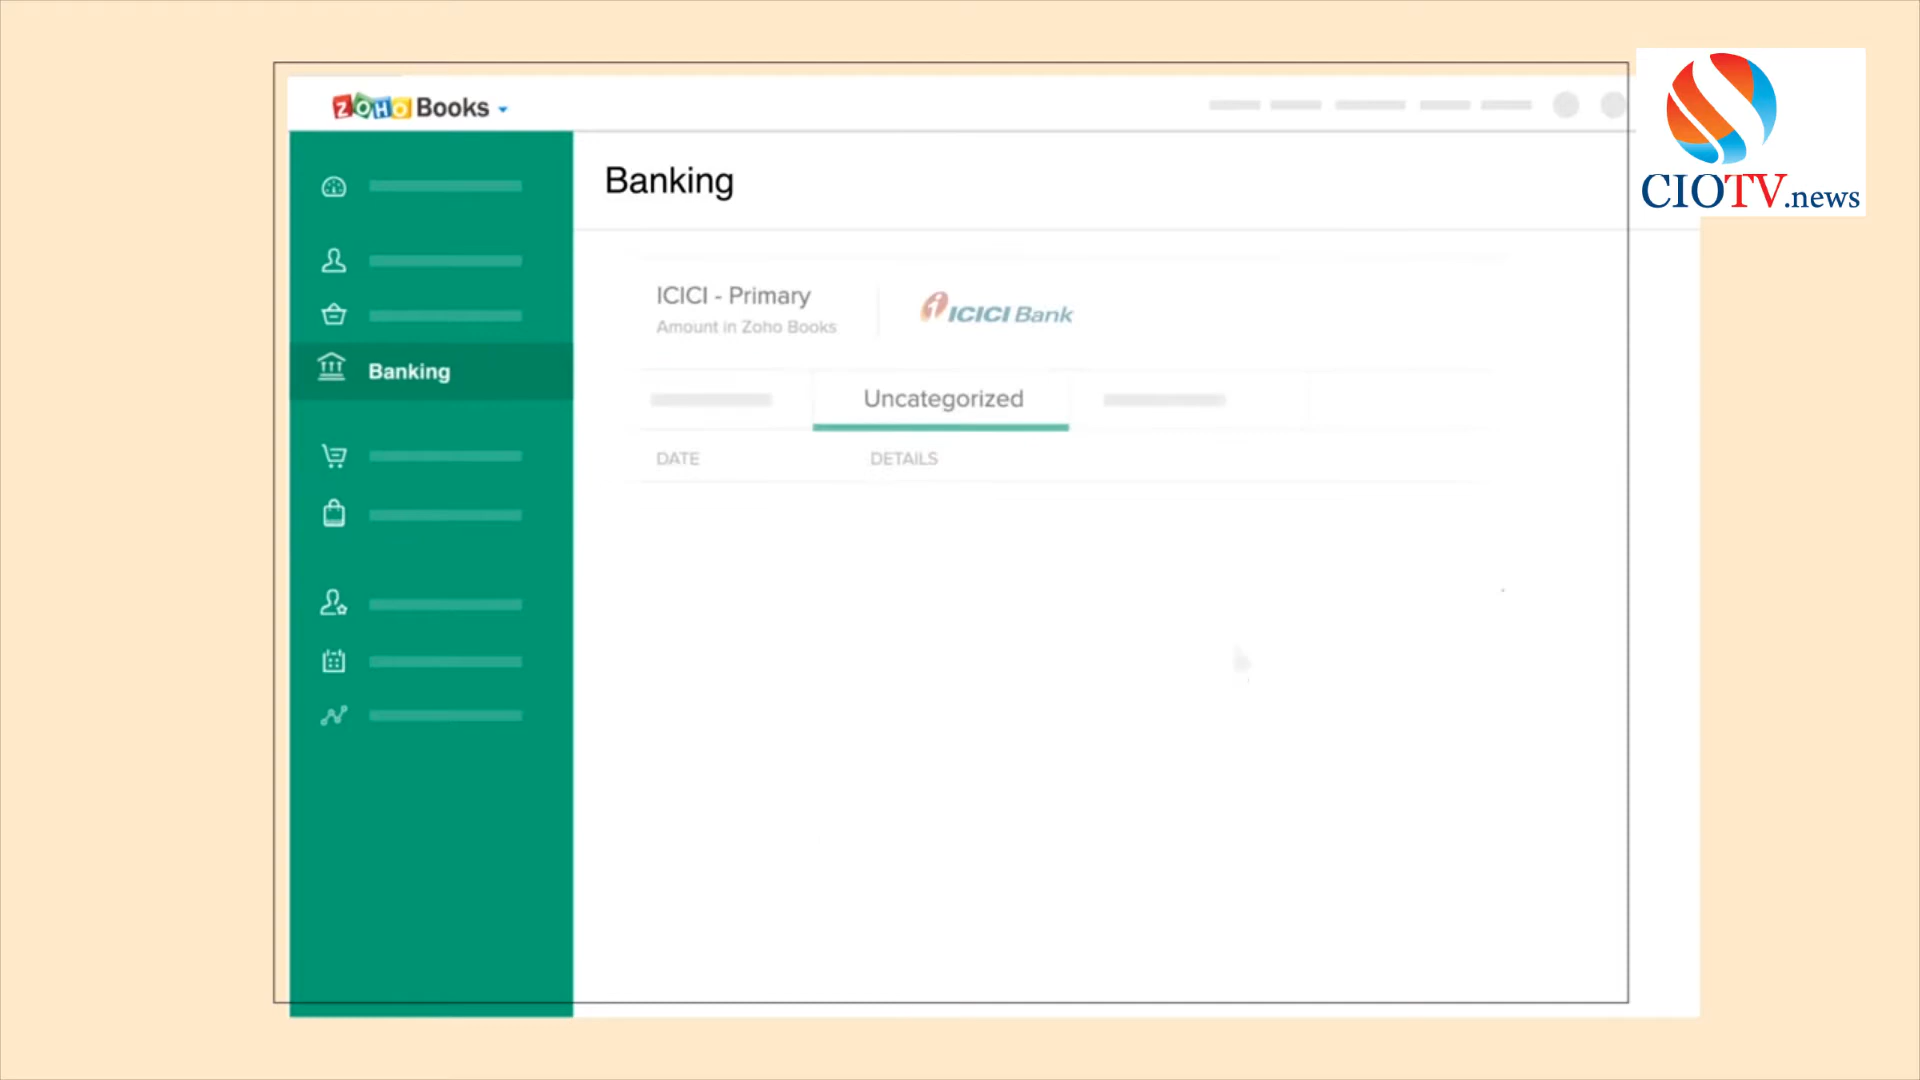 ZOHO Books
CIOTV.news
Banking
ICICI - Primary
Amount in Zoho Books
ICICI Bank
Banking
Uncategorized
DATE
DETAILS